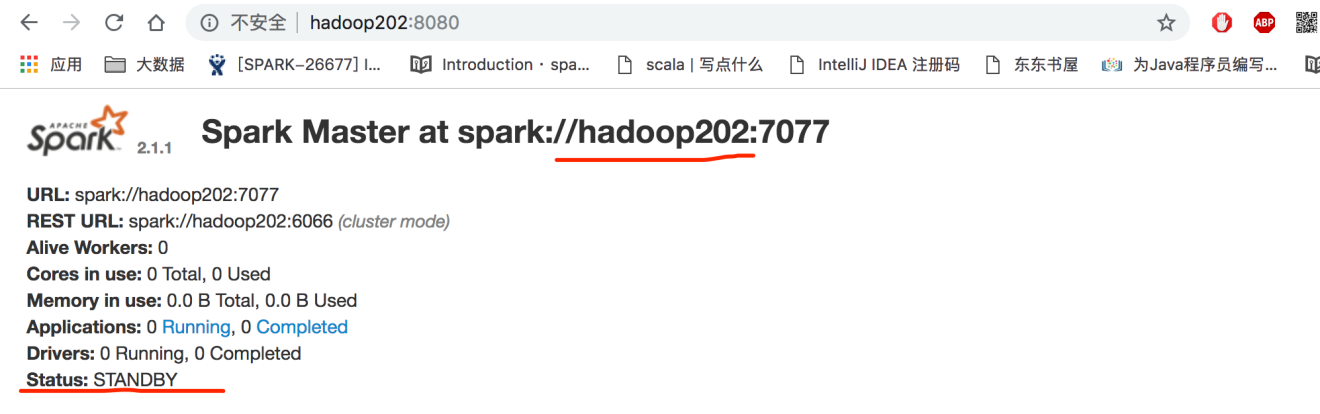 不安全 hadoop202:8080
ABP
应用 大数据 [SPARK-26677] I... Introduction · spa... scala | 写点什么 IntelliJ IDEA 注册码 东东书屋 为Java程序员编写...
APACHE Spark 2.1.1 Spark Master at spark://hadoop202:7077
URL: spark://hadoop202:7077
REST URL: spark://hadoop202:6066 (cluster mode)
Alive Workers: 0
Cores in use: 0 Total, 0 Used
Memory in use: 0.0 B Total, 0.0 B Used
Applications: 0 Running, 0 Completed
Drivers: 0 Running, 0 Completed
Status: STANDBY